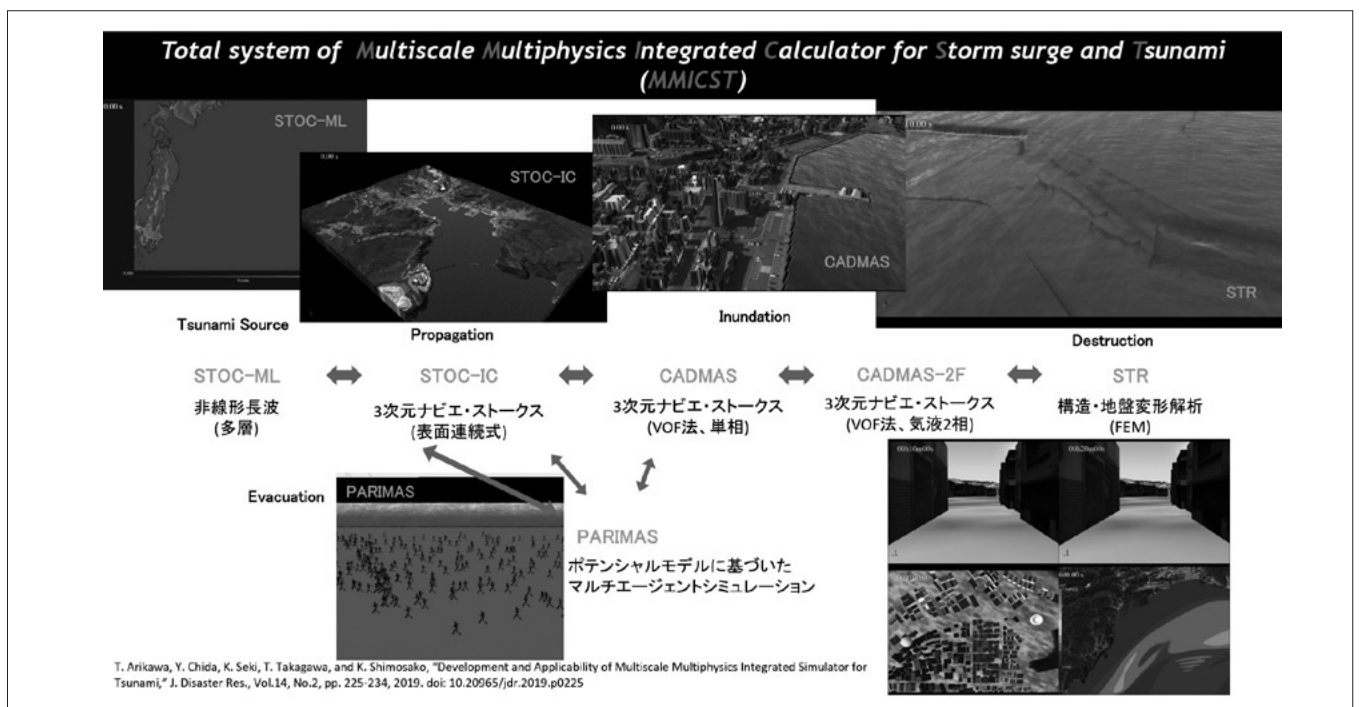 Total system of Multiscale Multiphysics Integrated Calculator for Storm surge and Tsunami
(MMICST)
0.00 s
STOC-ML
0.00 s
STOC-IC
0.00 s
CADMAS
0.00 s
STR
Tsunami Source
Propagation
Inundation
Destruction
STOC-ML
STOC-IC
CADMAS
CADMAS-2F
STR
非線形長波
(多層)
3次元ナビエ・ストークス
(表面連続式)
3次元ナビエ・ストークス
(VOF法、単相)
3次元ナビエ・ストークス
(VOF法、気液2相)
構造・地盤変形解析
(FEM)
Evacuation
PARIMAS
PARIMAS
ポテンシャルモデルに基づいた
マルチエージェントシミュレーション
T. Arikawa, Y. Chida, K. Seki, T. Takagawa, and K. Shimosako, "Development and Applicability of Multiscale Multiphysics Integrated Simulator for
Tsunami," J. Disaster Res., Vol.14, No.2, pp. 225-234, 2019. doi: 10.20965/jdr.2019.p0225